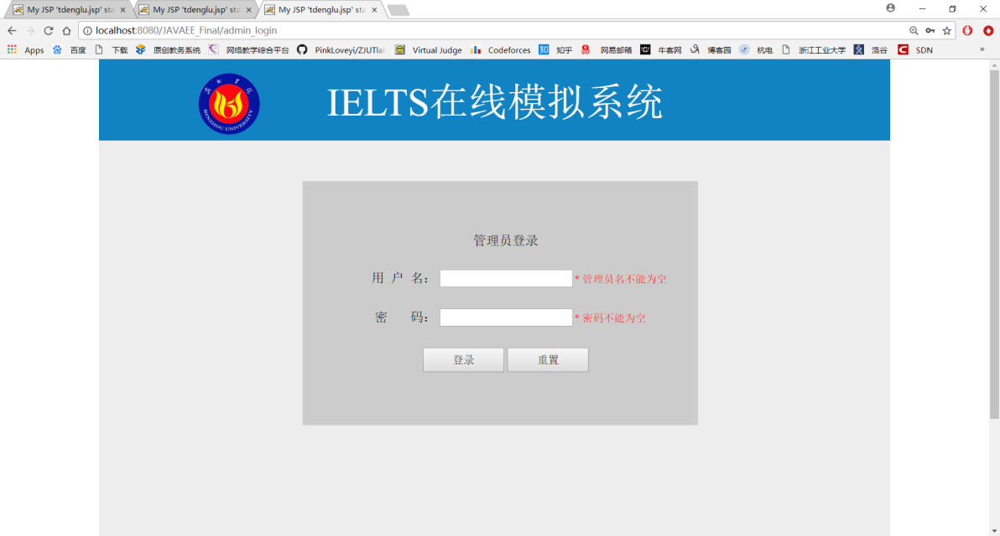 My JSP 'tdenglu.jsp' sta
My JSP 'tdenglu.jsp' sta
My JSP 'tdenglu.jsp' sta
localhost:8080/JAVAEE_Final/admin_login
Apps 百度 下载 原创教务系统 网络教学综合平台 PinkLoveyi/ZJUTlal Virtual Judge Codeforces 知 知乎 网易邮箱 牛客网 博客园 杭电 浙江工业大学 洛谷 C SDN »
BINZHOU UNIVERSITY
IELTS在线模拟系统
管理员登录
用 户 名: * 管理员名不能为空
密 码: * 密码不能为空
登录 重置